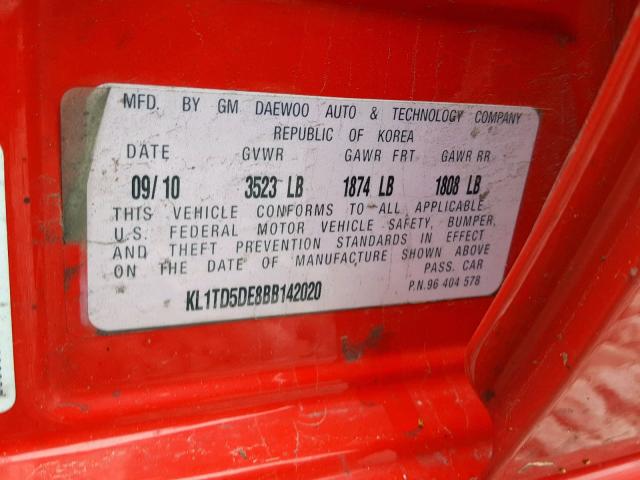 MFD. BY GM DAEWOO AUTO & TECHNOLOGY COMPANY
REPUBLIC OF KOREA
DATE GVWR GAWR FRT GAWR RR
09/10 3523 LB 1874 LB 1808 LB
THIS VEHICLE CONFORMS TO ALL APPLICABLE
U.S. FEDERAL MOTOR VEHICLE SAFETY, BUMPER,
AND THEFT PREVENTION STANDARDS IN EFFECT
ON THE DATE OF MANUFACTURE SHOWN ABOVE
PASS. CAR
KL1TD5DE8BB142020 P.N.96 404 578